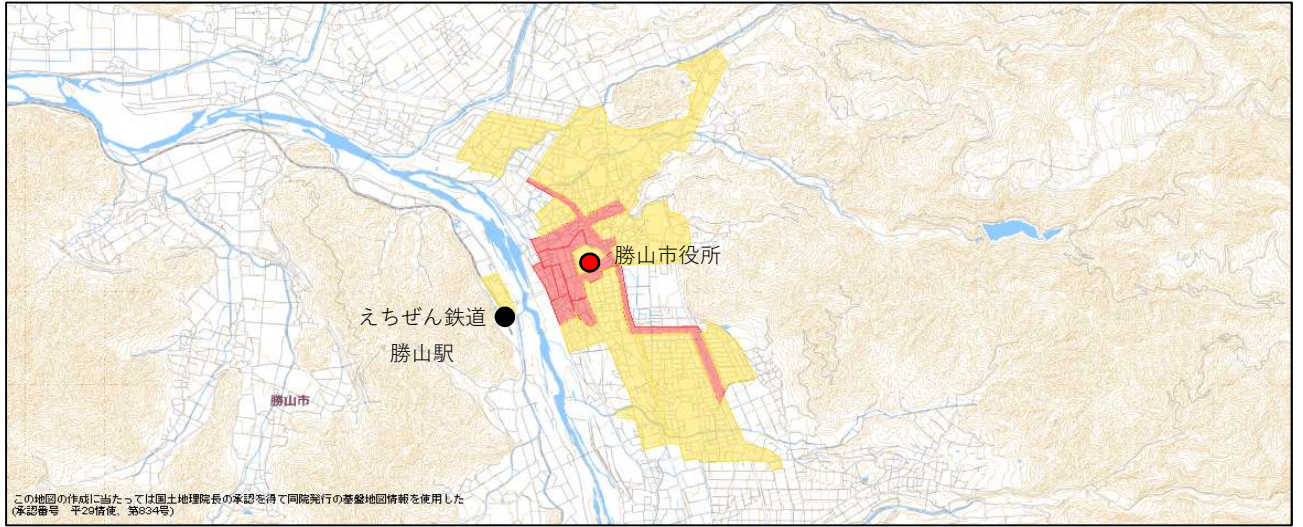 勝山市役所
えちぜん鉄道
勝山駅
勝山市
この地図の作成に当たっては国土地理院長の承認を得て同院発行の基盤地図情報を使用した
(承認番号　平29情使、第834号)